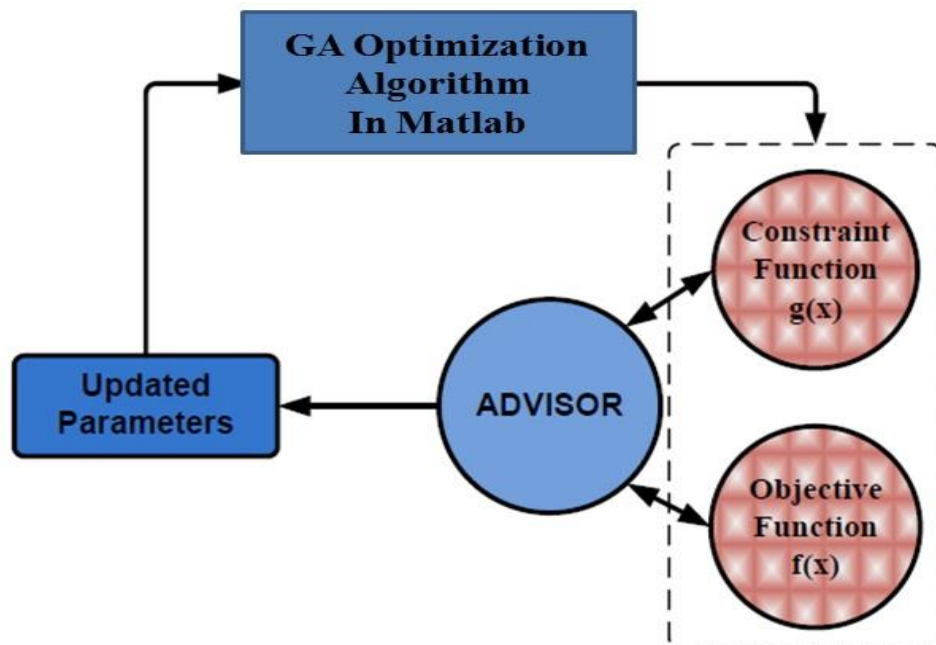 GA Optimization
Algorithm
In Matlab
Constraint
Function
g(x)
Updated
Parameters
ADVISOR
Objective
Function
f(x)